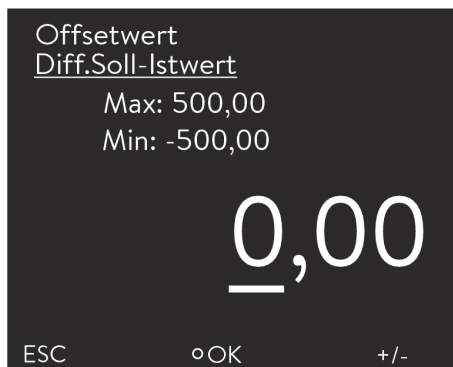 Offsetwert
Diff.Soll-Istwert
Max: 500,00
Min: -500,00
0,00
ESC OK +/-